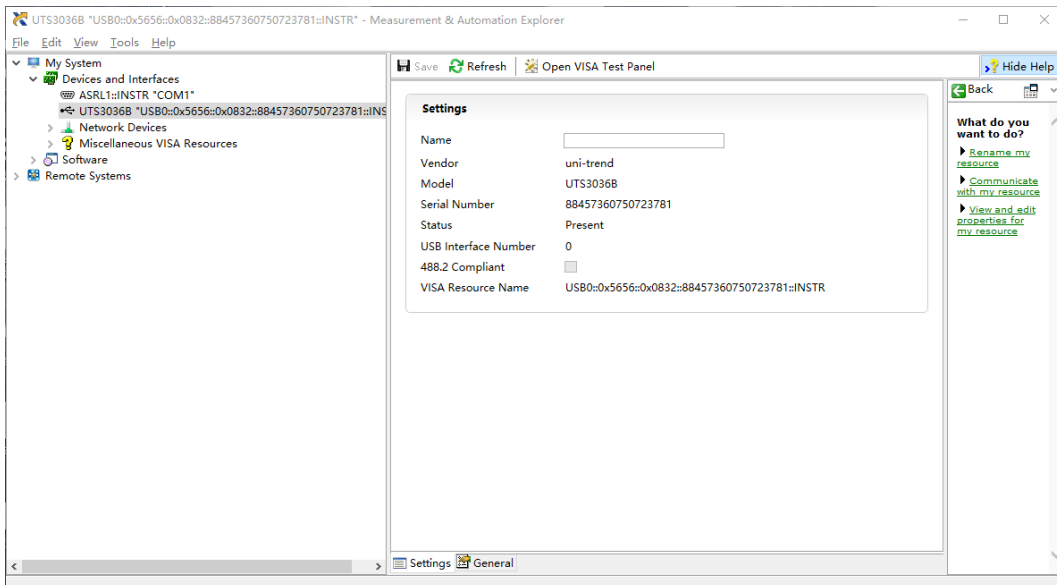 UTS3036B "USB0::0x5656::0x0832::88457360750723781::INSTR" - Measurement & Automation Explorer
File Edit View Tools Help
My System
Devices and Interfaces
ASRL1::INSTR "COM1"
UTS3036B "USB0::0x5656::0x0832::88457360750723781::INS
Network Devices
Miscellaneous VISA Resources
Software
Remote Systems
Save Refresh Open VISA Test Panel
Hide Help
Settings
Name
Vendor uni-trend
Model UTS3036B
Serial Number 88457360750723781
Status Present
USB Interface Number 0
488.2 Compliant
VISA Resource Name USB0::0x5656::0x0832::88457360750723781::INSTR
Settings General
Back
What do you
want to do?
Rename my
resource
Communicate
with my resource
View and edit
properties for
my resource